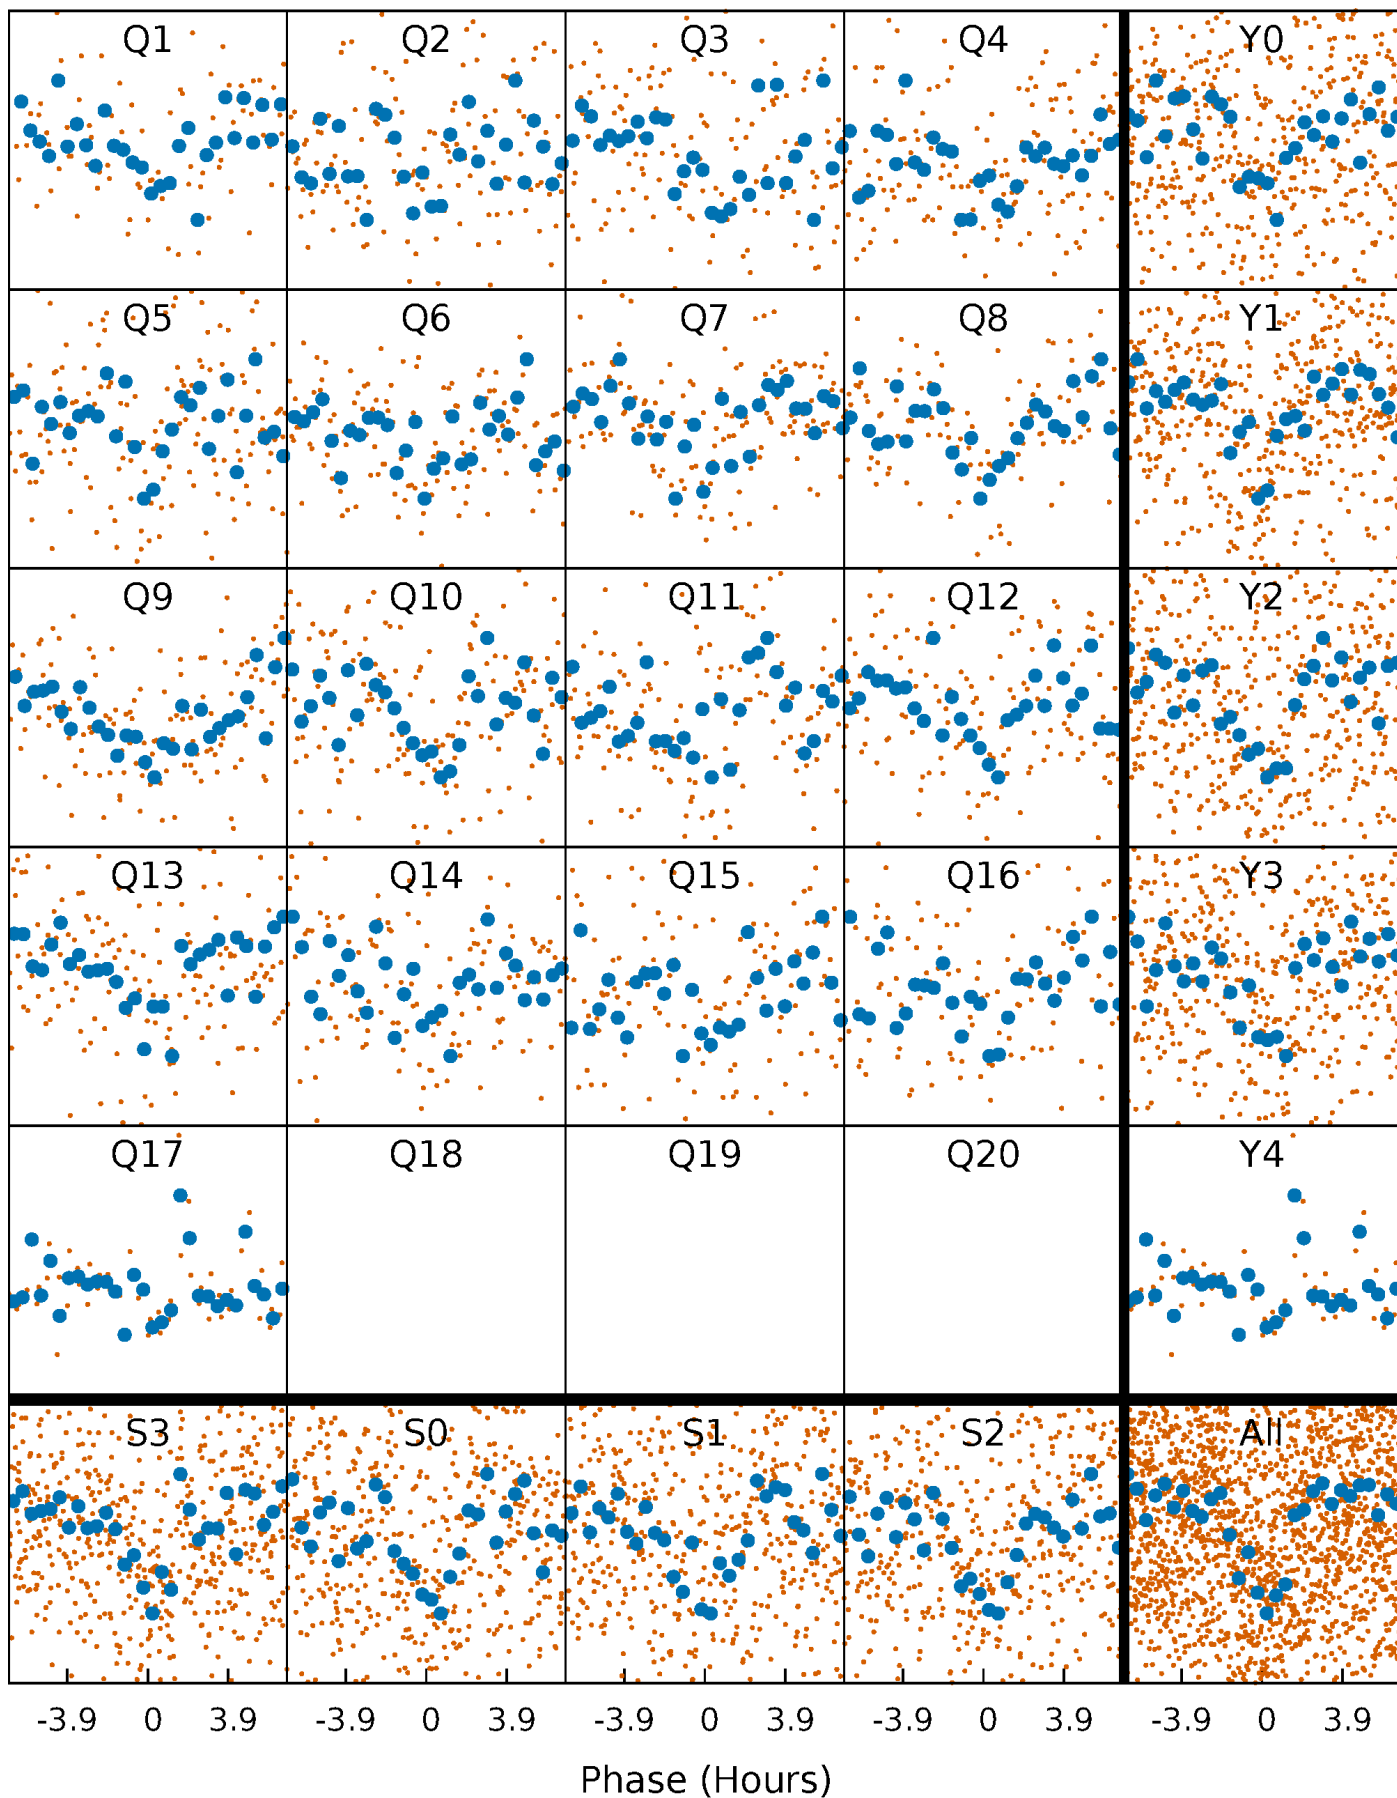 Q1 Q2 Q3 Q4 Y0
Q5 Q6 Q7 Q8 Y1
Q9 Q10 Q11 Q12 Y2
Q13 Q14 Q15 Q16 Y3
Q17 Q18 Q19 Q20 Y4
S3 S0 S1 S2 All
-3.9 0 3.9 -3.9 0 3.9 -3.9 0 3.9 -3.9 0 3.9 -3.9 0 3.9
Phase (Hours)